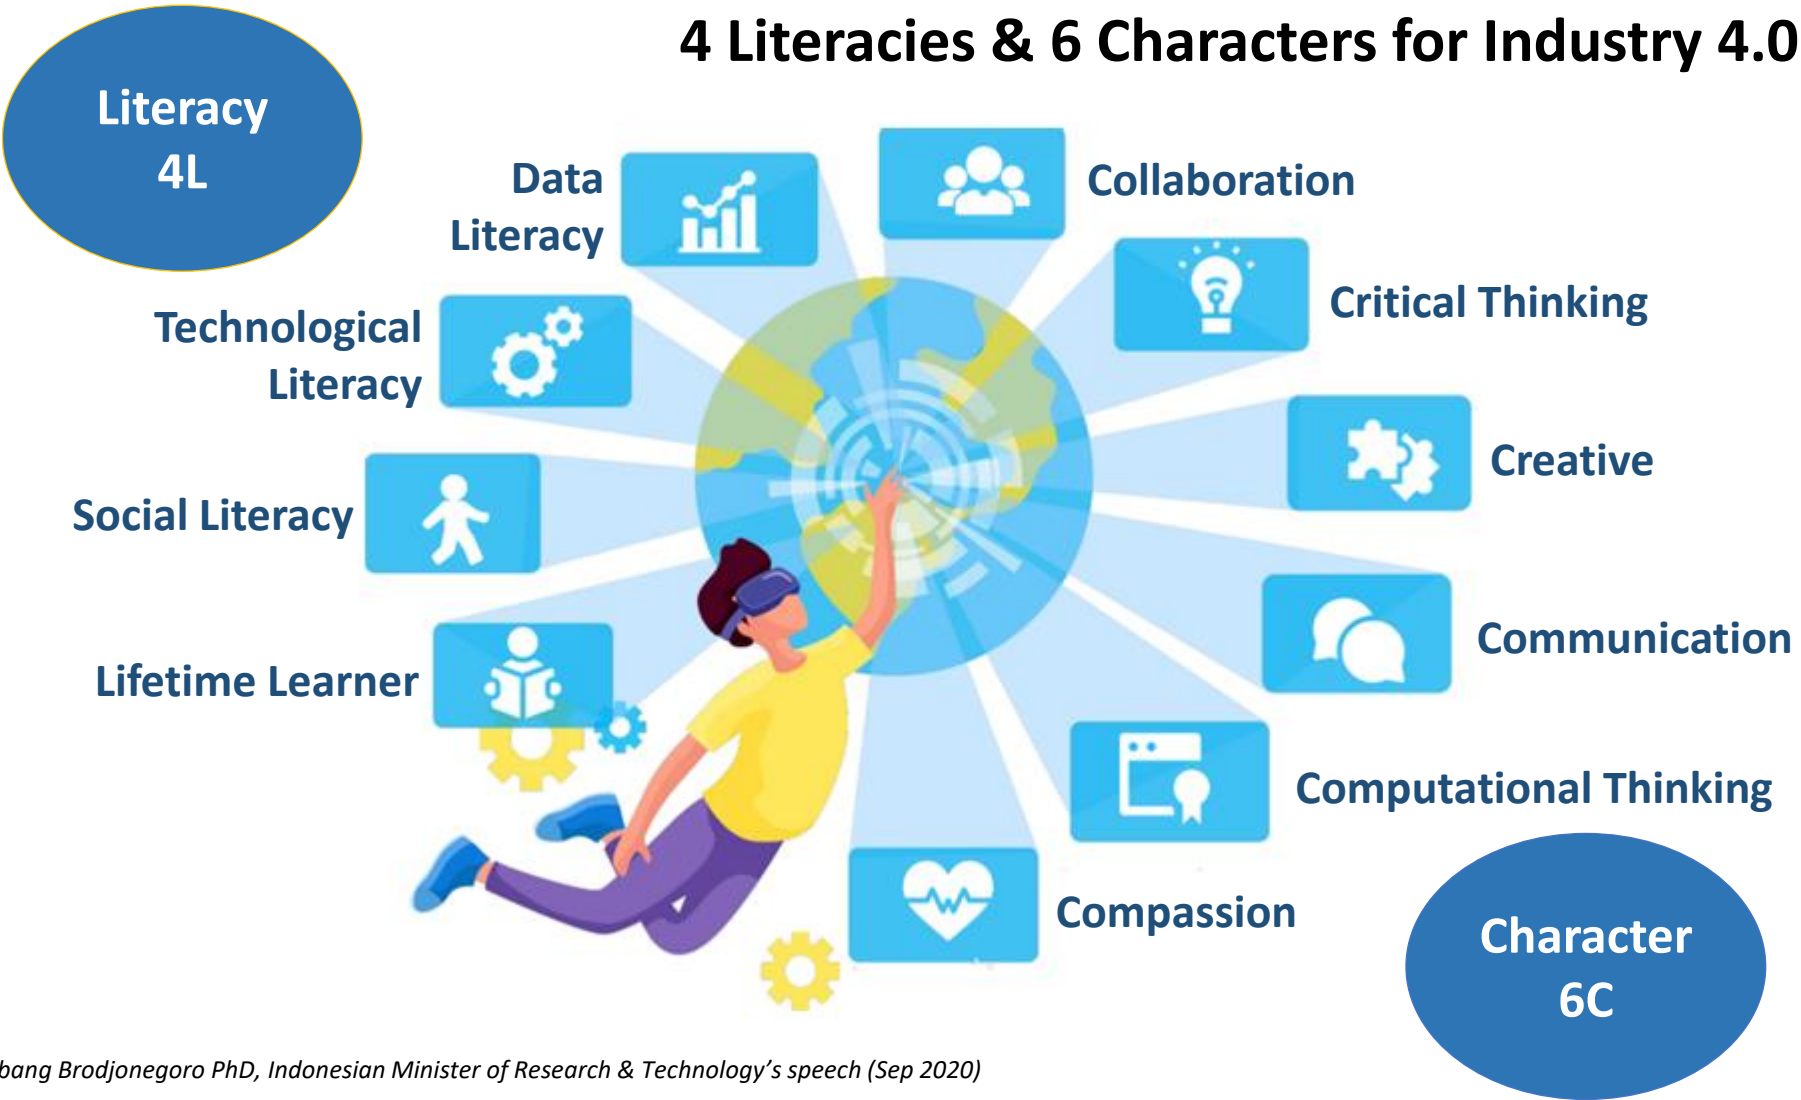 4 Literacies & 6 Characters for Industry 4.0
Literacy
4L
Data
Literacy
Technological
Literacy
Social Literacy
Lifetime Learner
Collaboration
Critical Thinking
Creative
Communication
Computational Thinking
Compassion
Character
6C
Brodjonegoro PhD, Indonesian Minister of Research & Technology’s speech (Sep 2020)